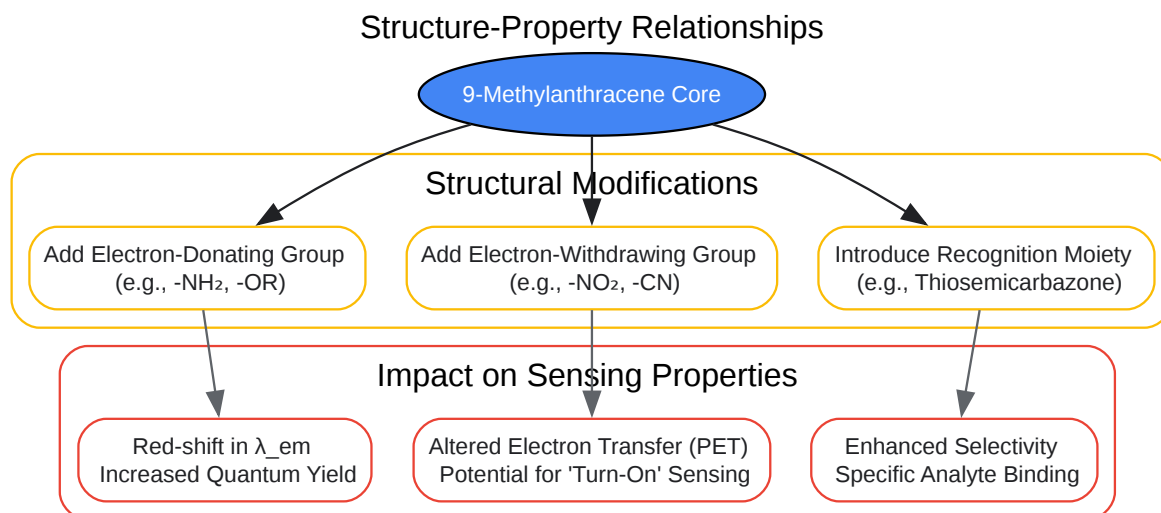 Structure-Property Relationships
9-Methylanthracene Core
Structural Modifications
Add Electron-Donating Group
(e.g., -NH₂, -OR)
Add Electron-Withdrawing Group
(e.g., -NO₂, -CN)
Introduce Recognition Moiety
(e.g., Thiosemicarbazone)
Impact on Sensing Properties
Red-shift in λ_em
Increased Quantum Yield
Altered Electron Transfer (PET)
Potential for 'Turn-On' Sensing
Enhanced Selectivity
Specific Analyte Binding